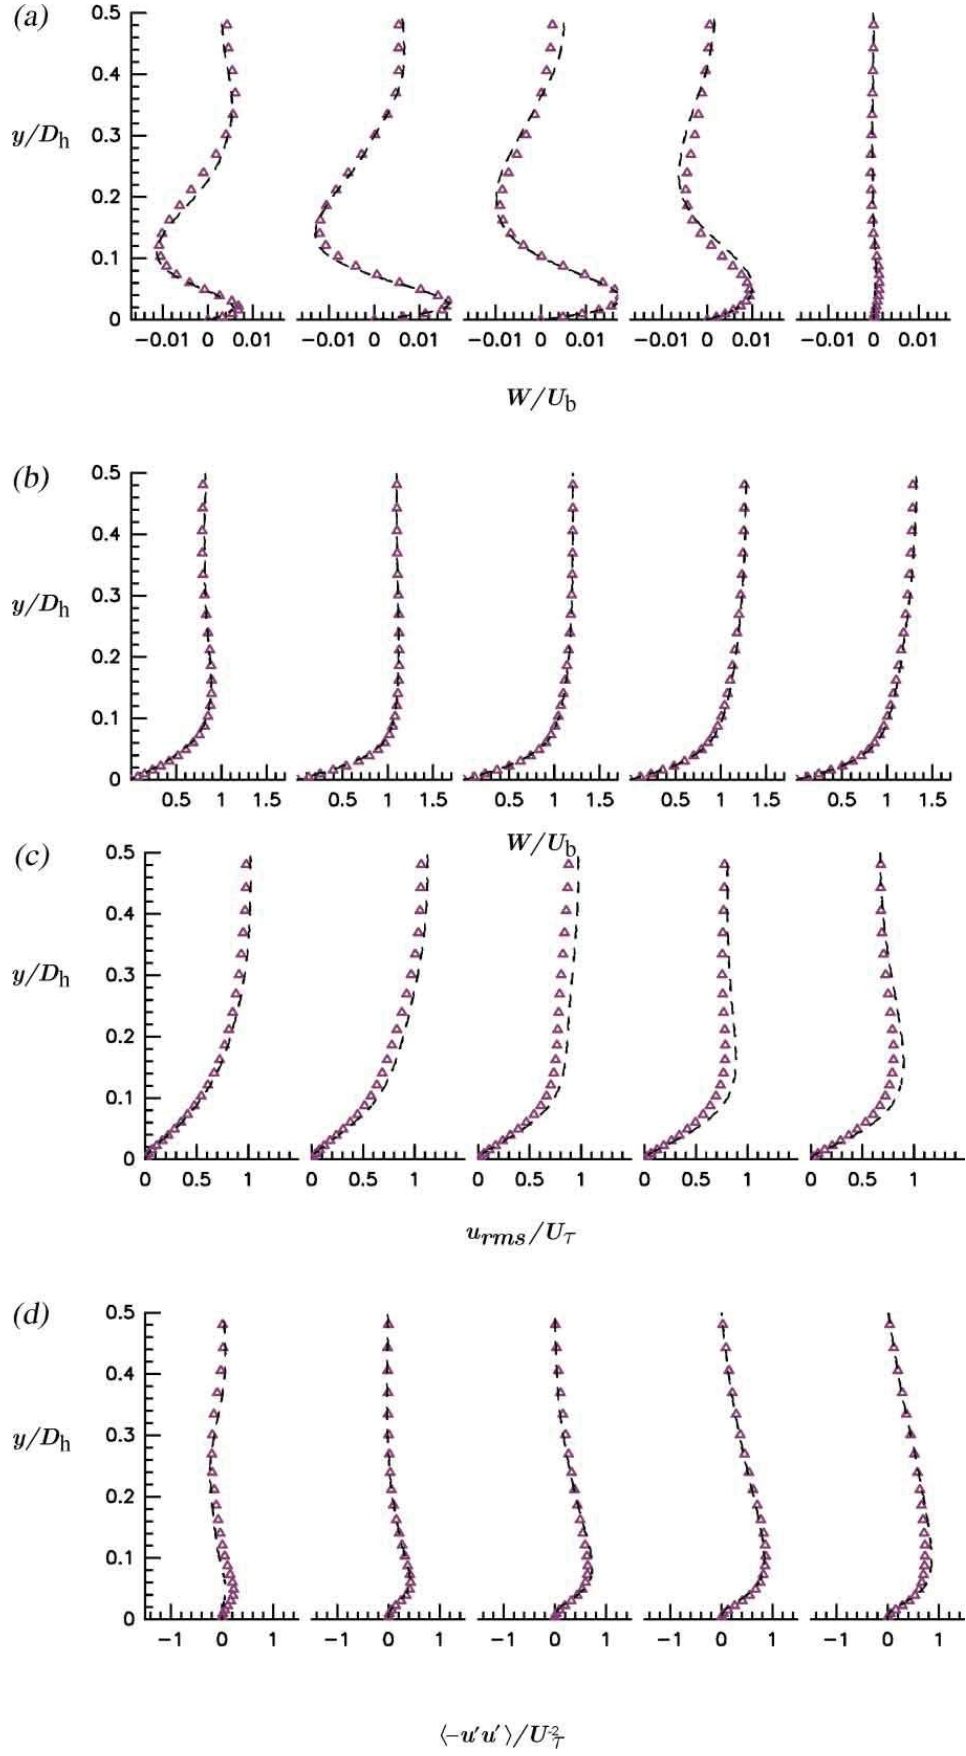 (a)
0.5
0.4
y/D_h 0.3
0.2
0.1
0
−0.01 0 0.01 −0.01 0 0.01 −0.01 0 0.01 −0.01 0 0.01 −0.01 0 0.01
W/U_b
(b)
0.5
0.4
y/D_h 0.3
0.2
0.1
0
0.5 1 1.5 0.5 1 1.5 0.5 1 1.5 0.5 1 1.5 0.5 1 1.5
W/U_b
(c)
0.5
0.4
y/D_h 0.3
0.2
0.1
0
0 0.5 1 0 0.5 1 0 0.5 1 0 0.5 1 0 0.5 1
u_rms/U_τ
(d)
0.5
0.4
y/D_h 0.3
0.2
0.1
0
−1 0 1 −1 0 1 −1 0 1 −1 0 1 −1 0 1
⟨−u′u′⟩/U_τ^2